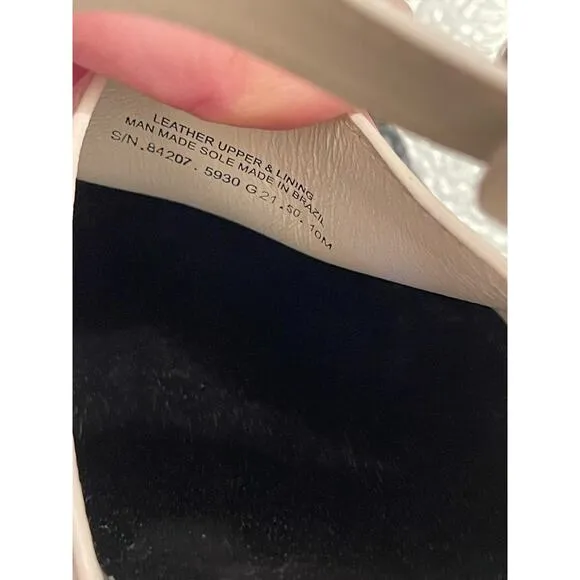 LEATHER UPPER & LINING
MAN MADE SOLE MADE IN BRAZIL
S/N.84207.5930 G 21.50.10M